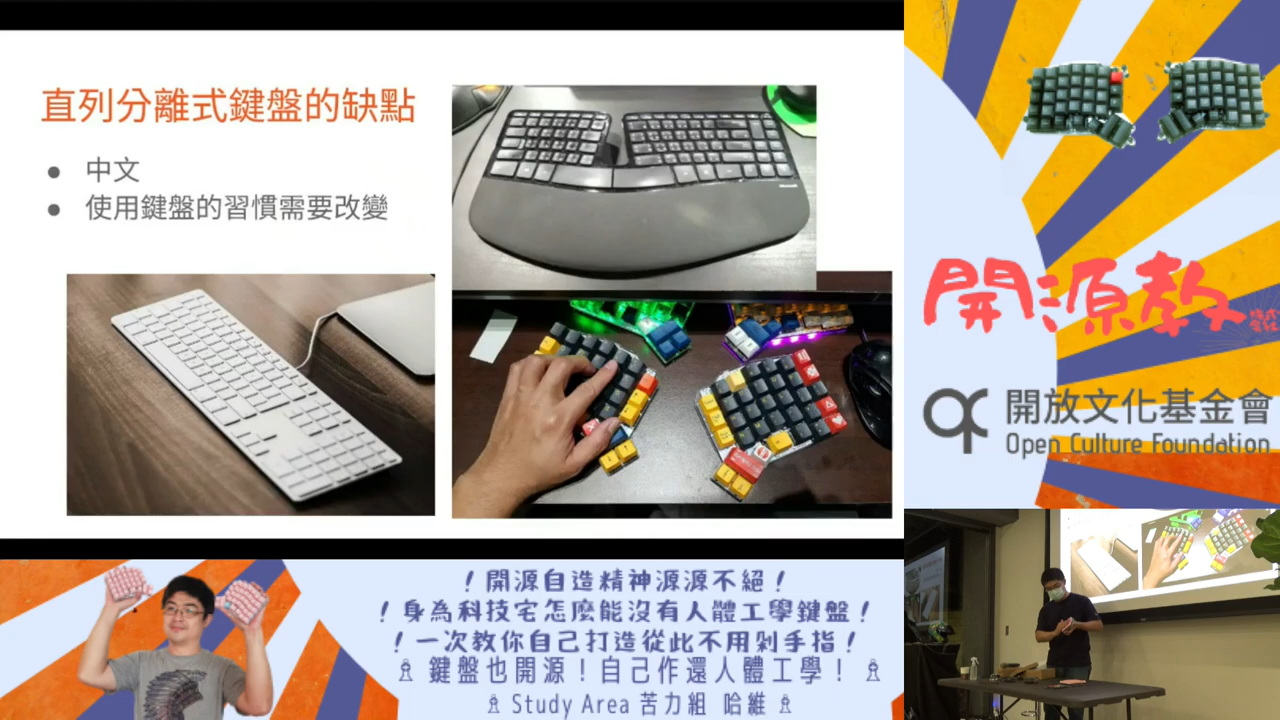 直列分離式鍵盤的缺點
● 中文
● 使用鍵盤的習慣需要改變
開源教
株式
会社
開放文化基金會
Open Culture Foundation
！開源自造精神源源不絕！
！身為科技宅怎麼能沒有人體工學鍵盤！
！一次教你自己打造從此不用剁手指！
鍵盤也開源！自己作還人體工學！
Study Area 苦力組 哈維